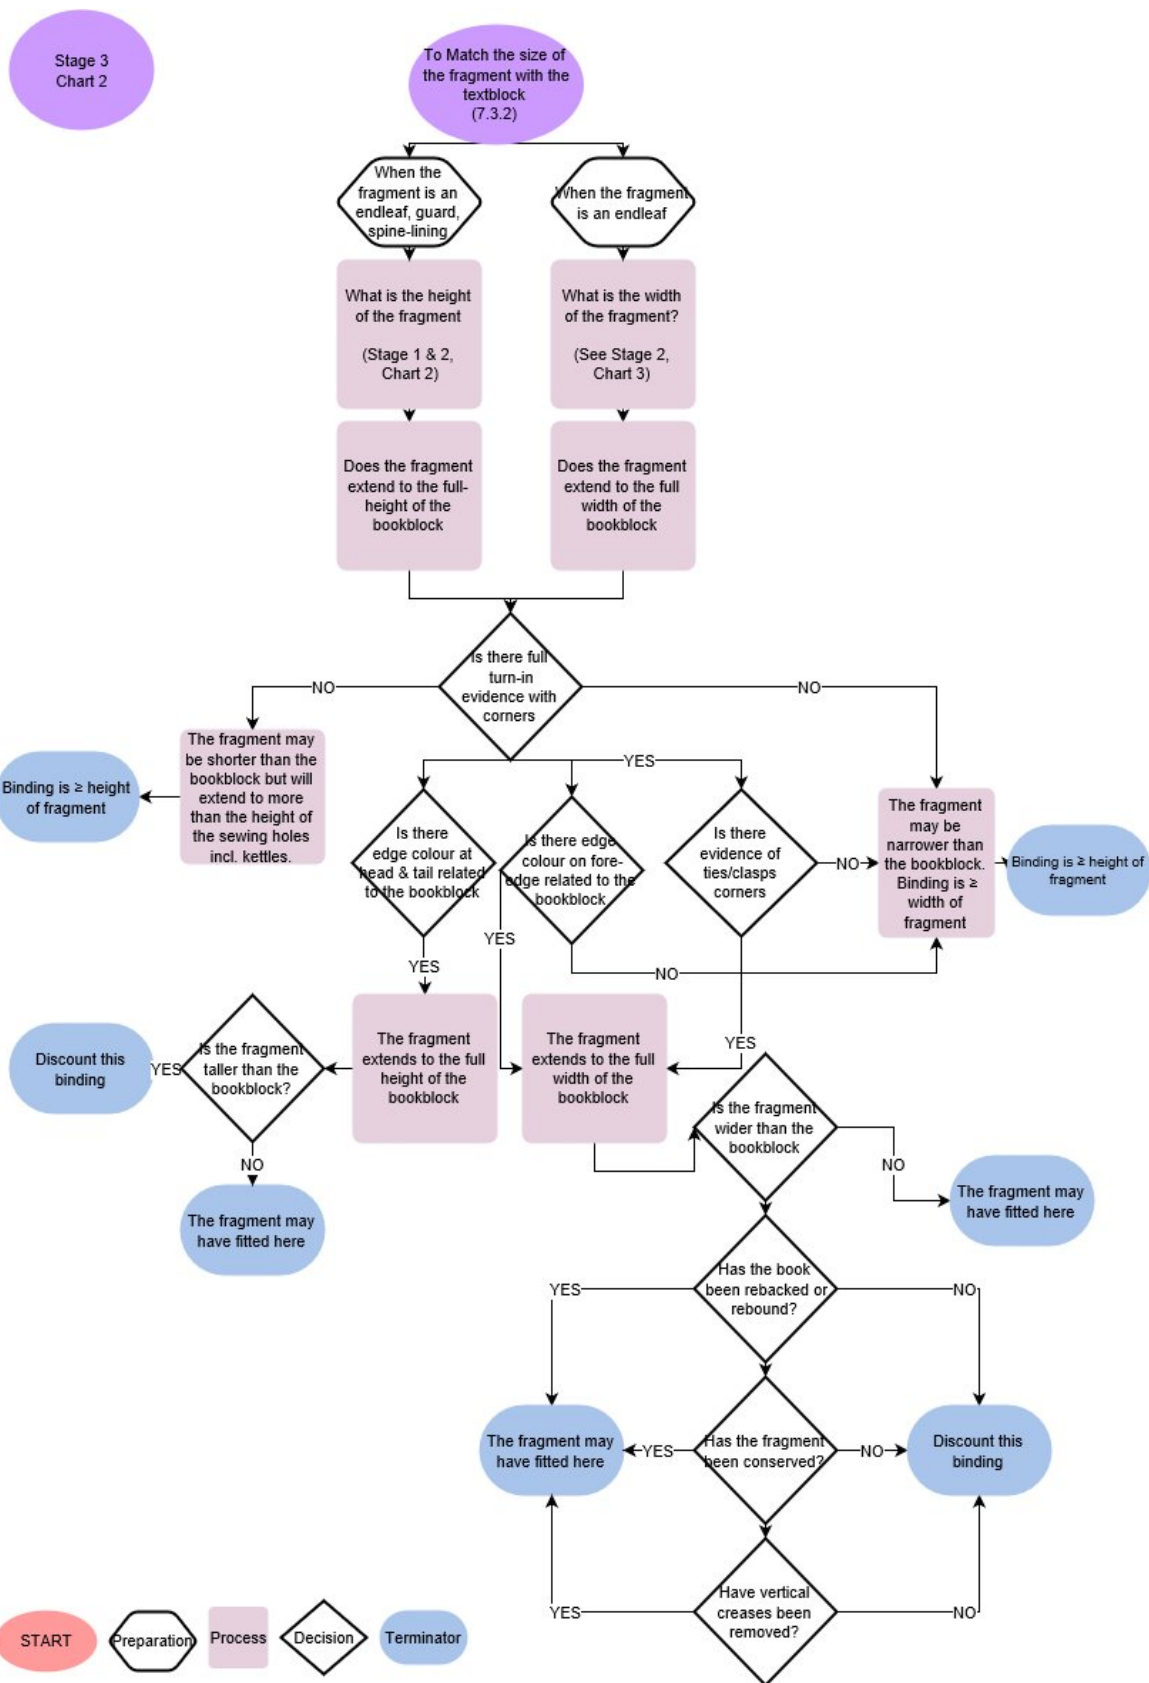 Stage 3
Chart 2
To Match the size of
the fragment with the
textblock
(7.3.2)
When the
fragment is an
endleaf, guard,
spine-lining
When the fragment
is an endleaf
What is the height
of the fragment
(Stage 1 & 2,
Chart 2)
What is the width
of the fragment?
(See Stage 2,
Chart 3)
Does the fragment
extend to the full-
height of the
bookblock
Does the fragment
extend to the full
width of the
bookblock
Is there full
turn-in
evidence with
corners
NO
NO
The fragment may
be shorter than the
bookblock but will
extend to more
than the height of
the sewing holes
incl. kettles.
Binding is ≥ height
of fragment
YES
Is there
edge colour at
head & tail related
to the bookblock
Is there edge
colour on fore-
edge related to the
bookblock
Is there
evidence of
ties/clasps
corners
NO
The fragment
may be
narrower than
the bookblock.
Binding is ≥
width of
fragment
Binding is ≥ height of
fragment
YES
YES
NO
YES
The fragment
extends to the full
height of the
bookblock
The fragment
extends to the full
width of the
bookblock
Is the fragment
taller than the
bookblock?
YES
Discount this
binding
NO
The fragment may
have fitted here
Is the fragment
wider than the
bookblock
NO
The fragment may
have fitted here
Has the book
been rebacked or
rebound?
YES
NO
Has the fragment
been conserved?
YES
NO
The fragment may
have fitted here
Discount this
binding
Have vertical
creases been
removed?
YES
NO
START
Preparation
Process
Decision
Terminator